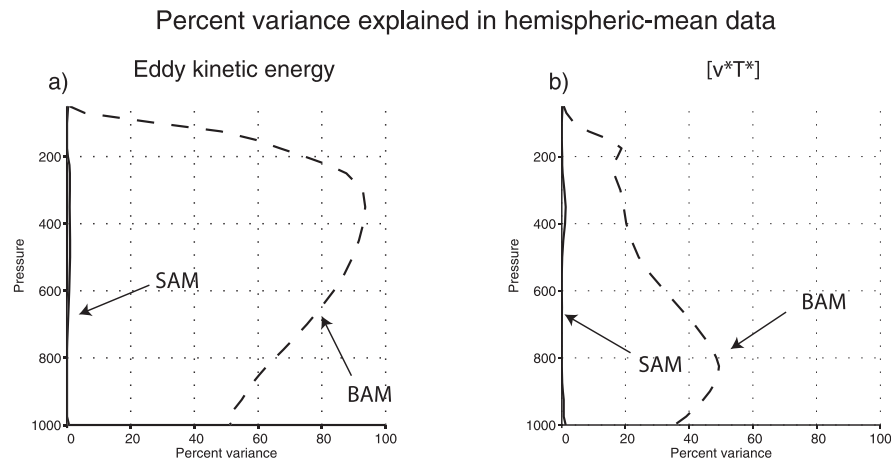 Percent variance explained in hemispheric-mean data
a)
Eddy kinetic energy
200
400
600
800
1000
Pressure
SAM
BAM
0 20 40 60 80 100
Percent variance
b)
[v*T*]
200
400
600
800
1000
Pressure
BAM
SAM
0 20 40 60 80 100
Percent variance